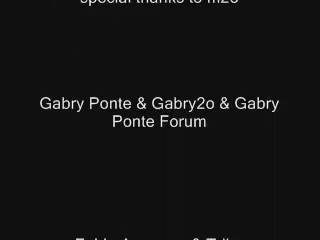 special thanks to m2o
Gabry Ponte & Gabry2o & Gabry
Ponte Forum